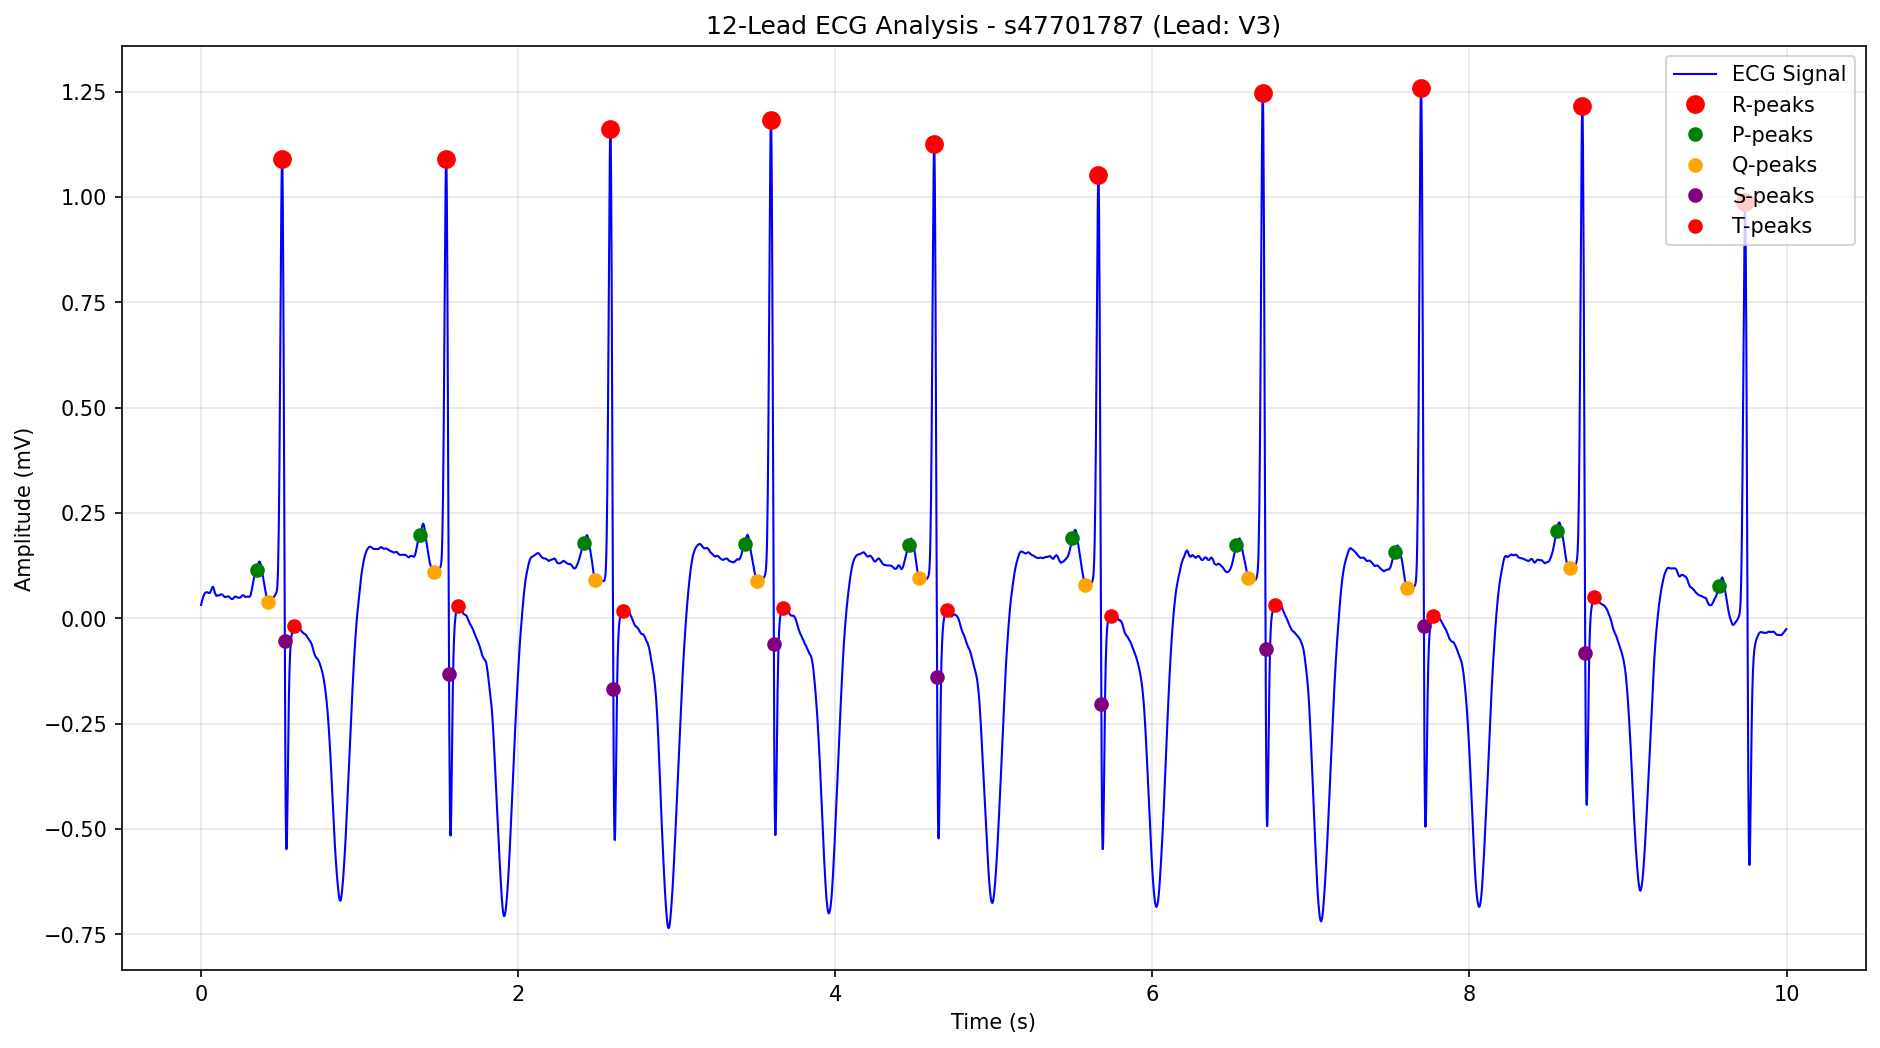 12-Lead ECG Analysis - s47701787 (Lead: V3)
ECG Signal
R-peaks
P-peaks
Q-peaks
S-peaks
T-peaks
Amplitude (mV)
1.25
1.00
0.75
0.50
0.25
0.00
−0.25
−0.50
−0.75
0 2 4 6 8 10
Time (s)